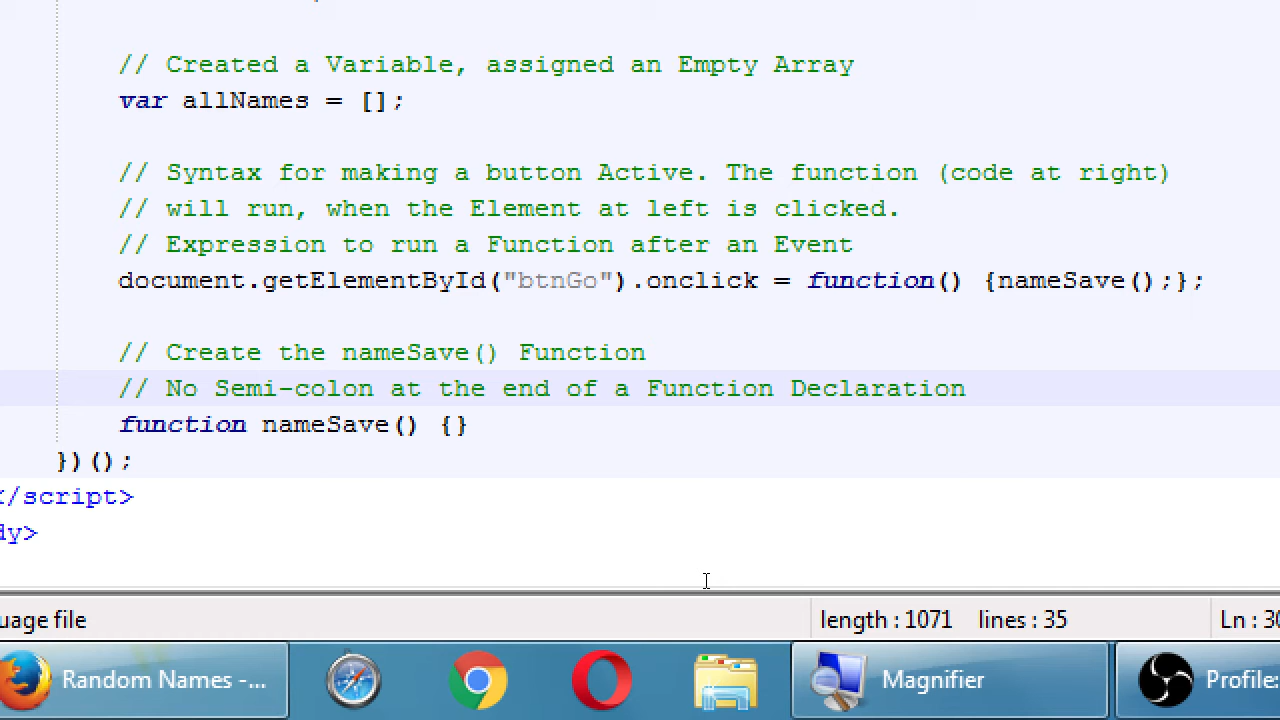 // Created a Variable, assigned an Empty Array
var allNames = [];
// Syntax for making a button Active. The function (code at right)
// will run, when the Element at left is clicked.
// Expression to run a Function after an Event
document.getElementById("btnGo").onclick = function() {nameSave();};
// Create the nameSave() Function
// No Semi-colon at the end of a Function Declaration
function nameSave() {}
})();
</script>
dy>
uage file length : 1071 lines : 35 Ln : 30
Random Names -... Magnifier Profile: